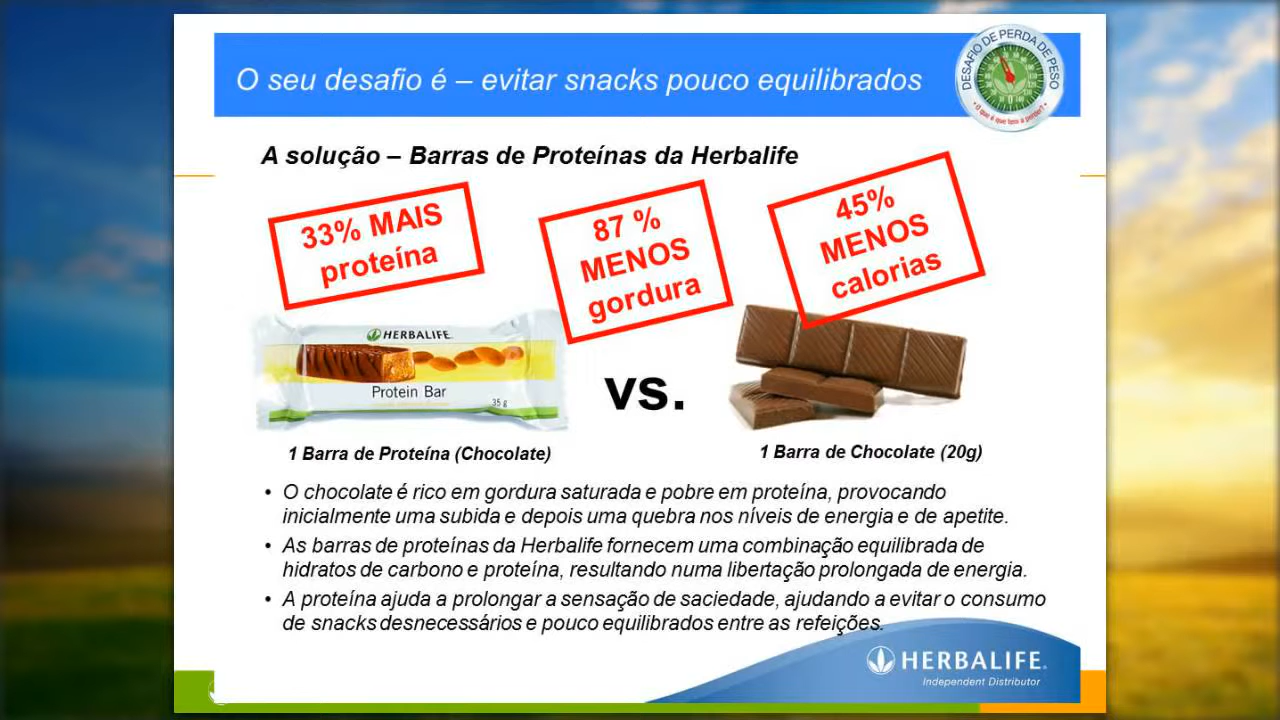 O seu desafio é – evitar snacks pouco equilibrados
DESAFIO DE PERDA DE PESO
• O que é que tem a perder? •
A solução – Barras de Proteínas da Herbalife
33% MAIS
proteína
87 %
MENOS
gordura
45%
MENOS
calorias
HERBALIFE.
Protein Bar
35 g
vs.
1 Barra de Proteína (Chocolate)
1 Barra de Chocolate (20g)
• O chocolate é rico em gordura saturada e pobre em proteína, provocando
inicialmente uma subida e depois uma quebra nos níveis de energia e de apetite.
• As barras de proteínas da Herbalife fornecem uma combinação equilibrada de
hidratos de carbono e proteína, resultando numa libertação prolongada de energia.
• A proteína ajuda a prolongar a sensação de saciedade, ajudando a evitar o consumo
de snacks desnecessários e pouco equilibrados entre as refeições.
HERBALIFE.
Independent Distributor